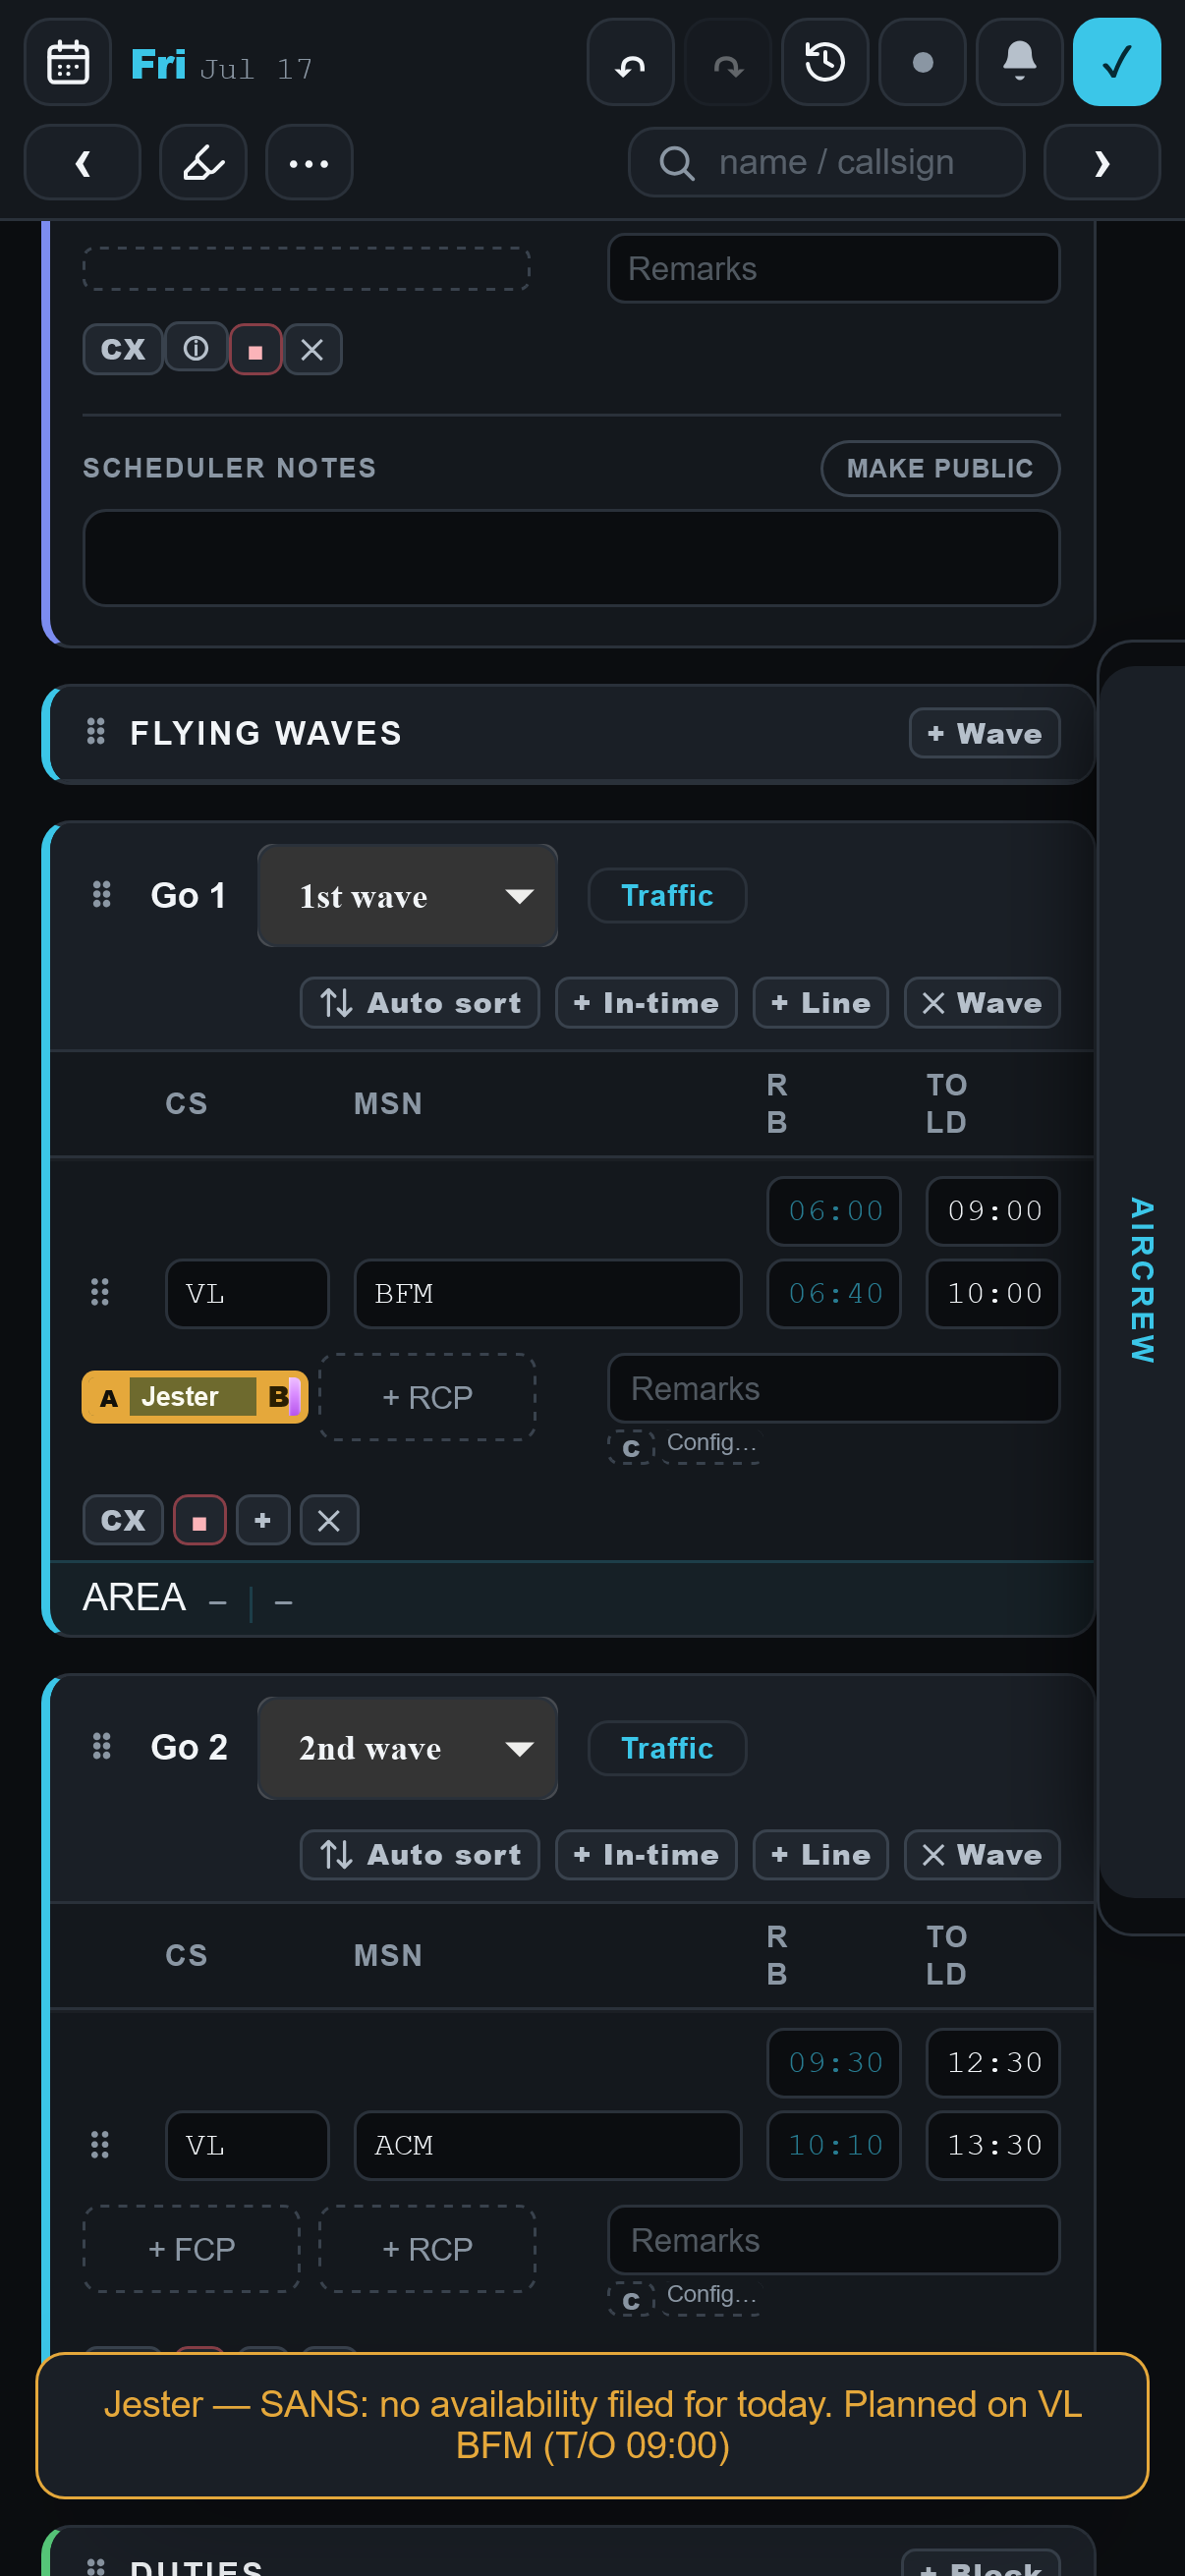 Fri Jul 17
name / callsign
Remarks
CX
SCHEDULER NOTES MAKE PUBLIC
FLYING WAVES + Wave
Go 1 1st wave Traffic
Auto sort + In-time + Line × Wave
CS MSN R TO
B LD
06:00 09:00
VL BFM 06:40 10:00
A Jester B + RCP Remarks
C Config...
CX + ×
AREA – | –
AIRCREW
Go 2 2nd wave Traffic
Auto sort + In-time + Line × Wave
CS MSN R TO
B LD
09:30 12:30
VL ACM 10:10 13:30
+ FCP + RCP Remarks
C Config...
Jester — SANS: no availability filed for today. Planned on VL
BFM (T/O 09:00)
DUTIES + Block